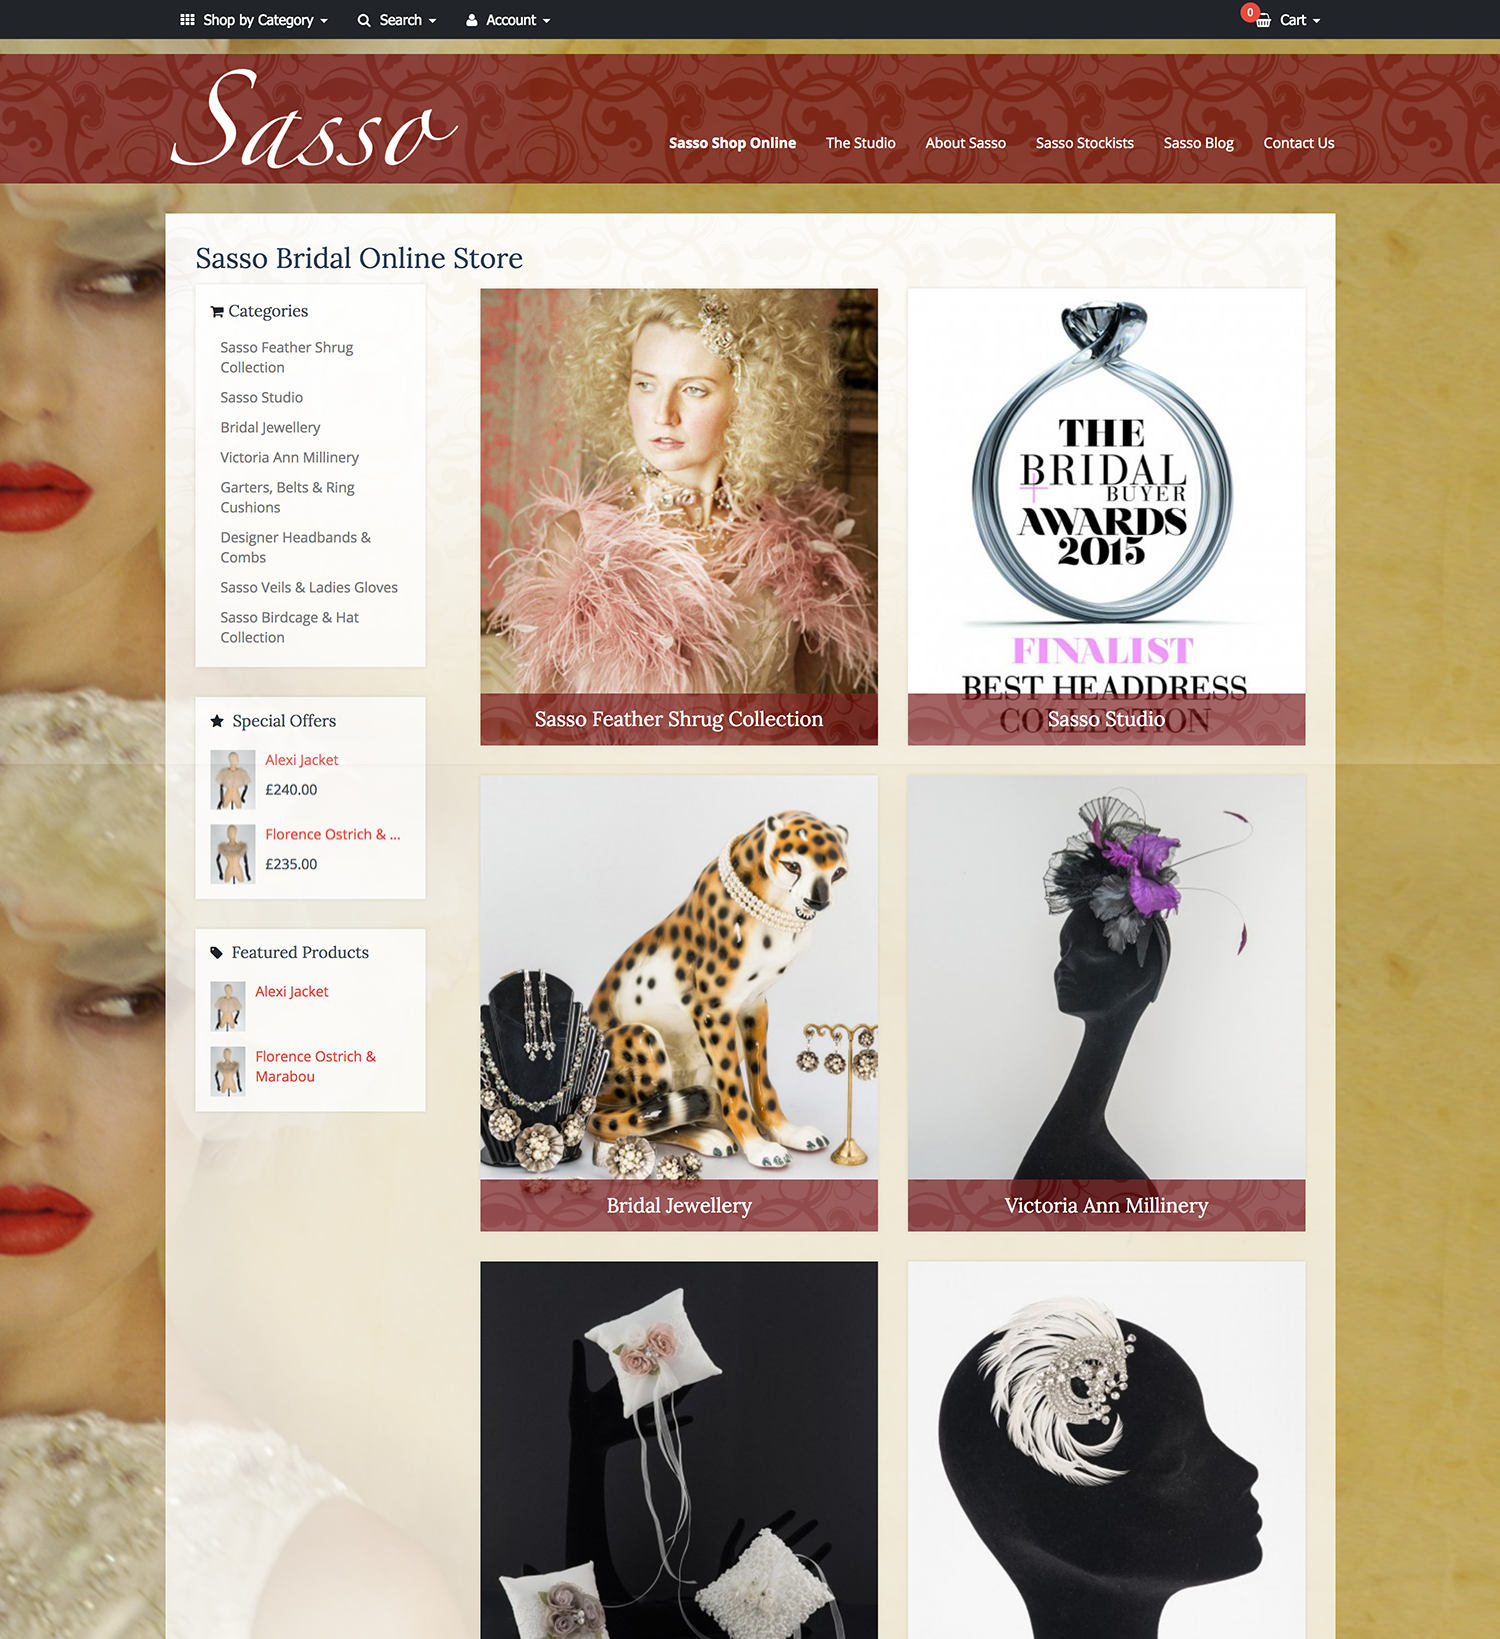 Shop by Category
Search
Account
0
Cart
Sasso
Sasso Shop Online
The Studio
About Sasso
Sasso Stockists
Sasso Blog
Contact Us
Sasso Bridal Online Store
Categories
Sasso Feather Shrug
Collection
Sasso Studio
Bridal Jewellery
Victoria Ann Millinery
Garters, Belts & Ring
Cushions
Designer Headbands &
Combs
Sasso Veils & Ladies Gloves
Sasso Birdcage & Hat
Collection
Special Offers
Alexi Jacket
£240.00
Florence Ostrich & ...
£235.00
Featured Products
Alexi Jacket
Florence Ostrich &
Marabou
Sasso Feather Shrug Collection
THE
BRIDAL
BUYER
AWARDS
2015
FINALIST
BEST HEADDRESS
COLLECTION
Sasso Studio
Bridal Jewellery
Victoria Ann Millinery